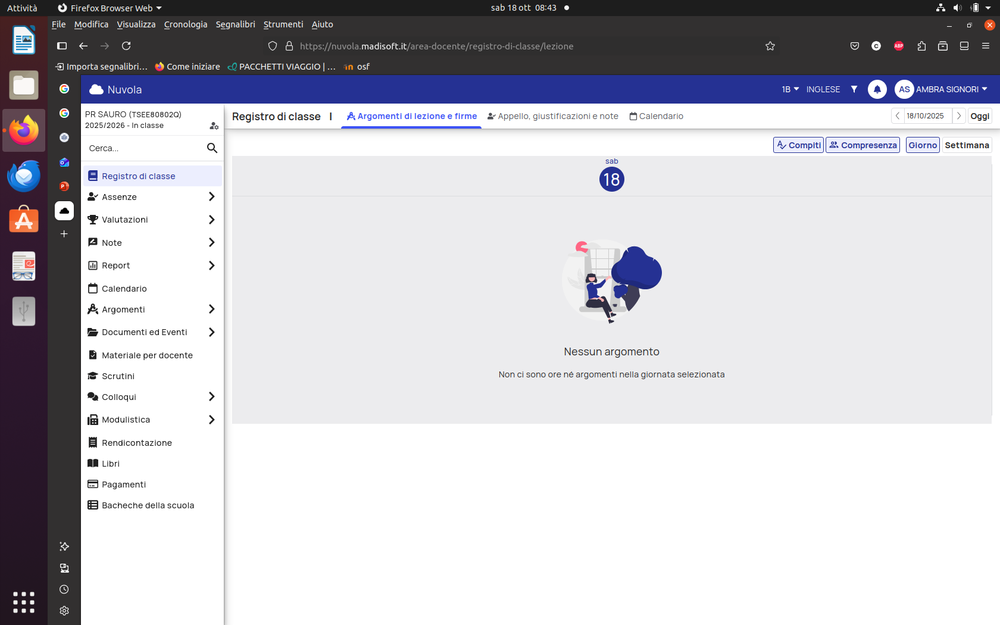 Attività Firefox Browser Web sab 18 ott 08:43
File Modifica Visualizza Cronologia Segnalibri Strumenti Aiuto
https://nuvola.madisoft.it/area-docente/registro-di-classe/lezione
C ABP
Importa segnalibri... Come iniziare PACCHETTI VIAGGIO | ... osf
Nuvola 1B INGLESE AS AMBRA SIGNORI
PR SAURO (TSEE80802Q)
2025/2026 - In classe
Registro di classe Argomenti di lezione e firme Appello, giustificazioni e note Calendario 18/10/2025 Oggi
Cerca...
Compiti Compresenza Giorno Settimana
sab
18
Registro di classe
Assenze
Valutazioni
Note
Report
Calendario
Argomenti
Documenti ed Eventi
Materiale per docente
Scrutini
Colloqui
Modulistica
Rendicontazione
Libri
Pagamenti
Bacheche della scuola
Nessun argomento
Non ci sono ore né argomenti nella giornata selezionata